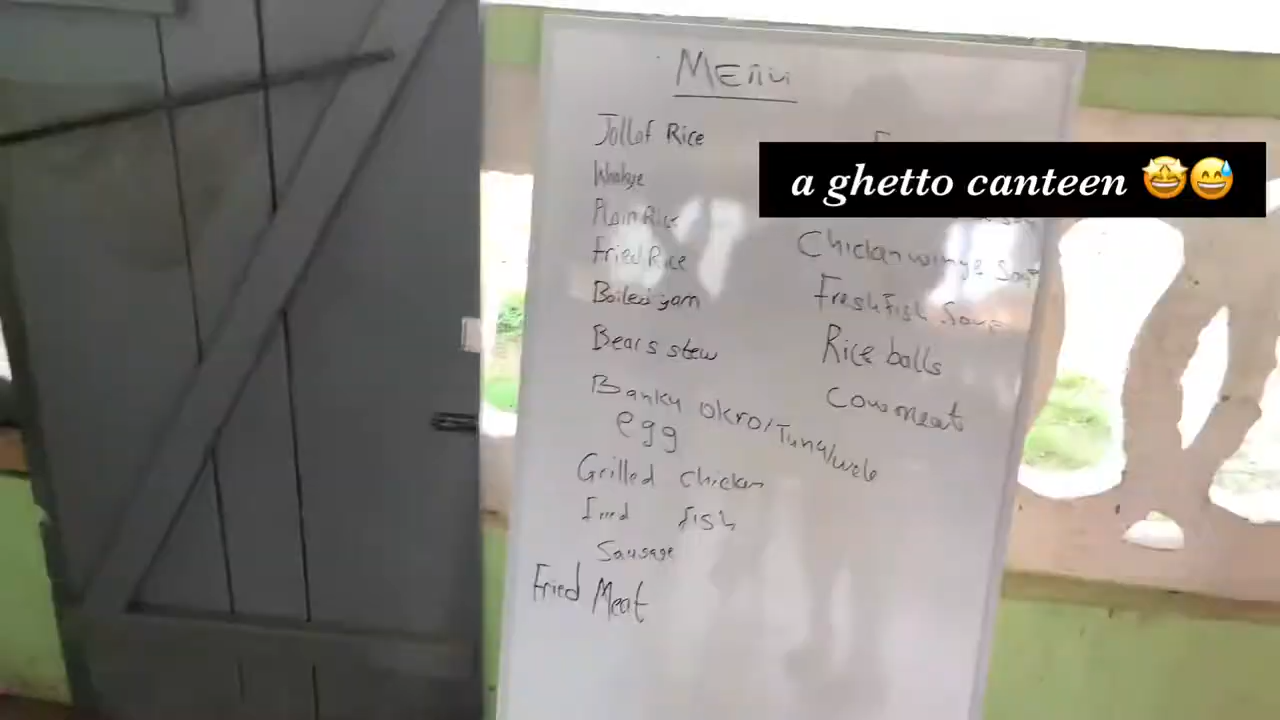 Menu
Jollof Rice
Waakye
Plain Rice
Fried Rice
Boiled yam
Beans stew
Banku okro/Tuna/wele
egg
Grilled chicken
Fried fish
Sausage
Fried Meat
a ghetto canteen 🤩😅
Chicken winge Soup
Fresh Fish Soup
Rice balls
Cow meat